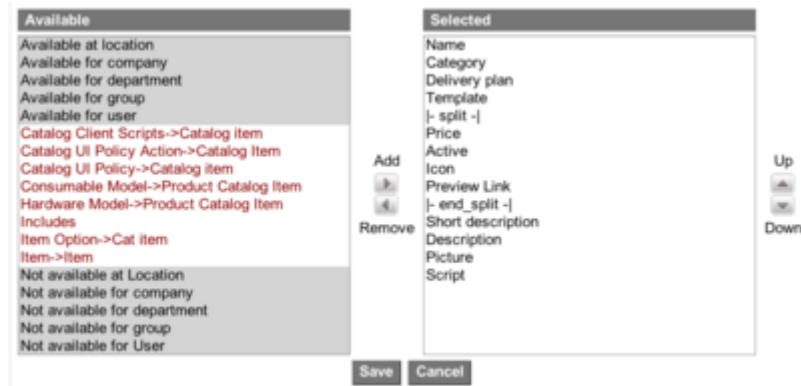 Available
Available at location
Available for company
Available for department
Available for group
Available for user
Catalog Client Scripts->Catalog item
Catalog UI Policy Action->Catalog Item
Catalog UI Policy->Catalog item
Consumable Model->Product Catalog Item
Hardware Model->Product Catalog Item
Includes
Item Option->Cat item
Item->Item
Not available at Location
Not available for company
Not available for department
Not available for group
Not available for User
Add
Remove
Selected
Name
Category
Delivery plan
Template
|- split -|
Price
Active
Icon
Preview Link
|- end_split -|
Short description
Description
Picture
Script
Up
Down
Save Cancel